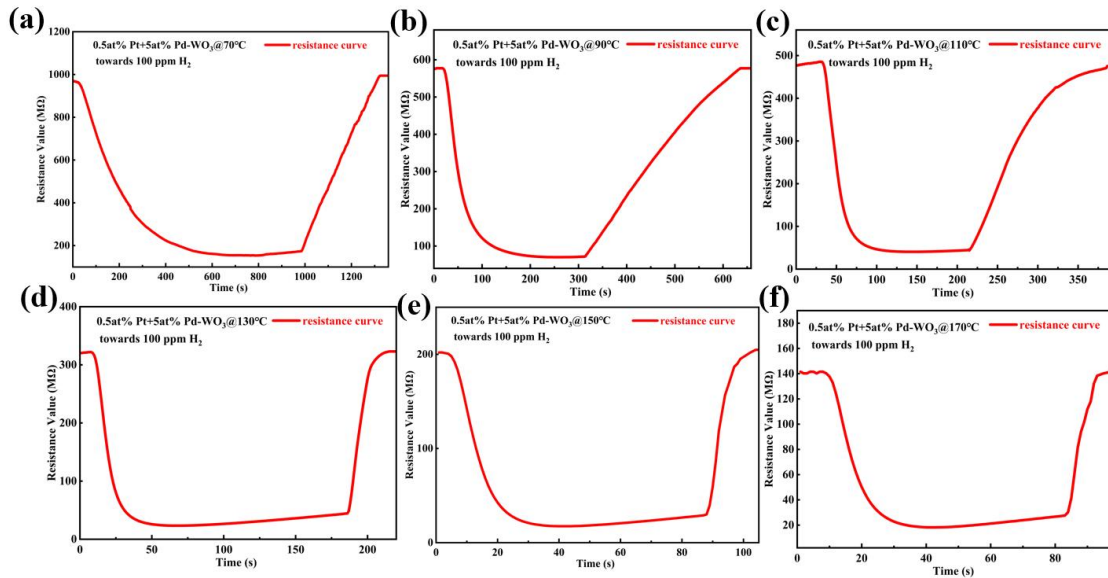 (a)
0.5at% Pt+5at% Pd-WO₃@70°C
resistance curve
towards 100 ppm H₂
Resistance Value (MΩ)
1200
1000
800
600
400
200
0
200
400
600
800
1000
1200
Time (s)
(b)
0.5at% Pt+5at% Pd-WO₃@90°C
resistance curve
towards 100 ppm H₂
Resistance Value (MΩ)
600
500
400
300
200
100
0
0
100
200
300
400
500
600
Time (s)
(c)
0.5at% Pt+5at% Pd-WO₃@110°C
resistance curve
towards 100 ppm H₂
Resistance Value (MΩ)
500
400
300
200
100
0
0
50
100
150
200
250
300
350
Time (s)
(d)
0.5at% Pt+5at% Pd-WO₃@130°C
resistance curve
towards 100 ppm H₂
Resistance Value (MΩ)
400
300
200
100
0
0
50
100
150
200
Time (s)
(e)
0.5at% Pt+5at% Pd-WO₃@150°C
resistance curve
towards 100 ppm H₂
Resistance Value (MΩ)
200
100
0
0
20
40
60
80
100
Time (s)
(f)
0.5at% Pt+5at% Pd-WO₃@170°C
resistance curve
towards 100 ppm H₂
Resistance Value (MΩ)
180
160
140
120
100
80
60
40
20
0
20
40
60
80
Time (s)